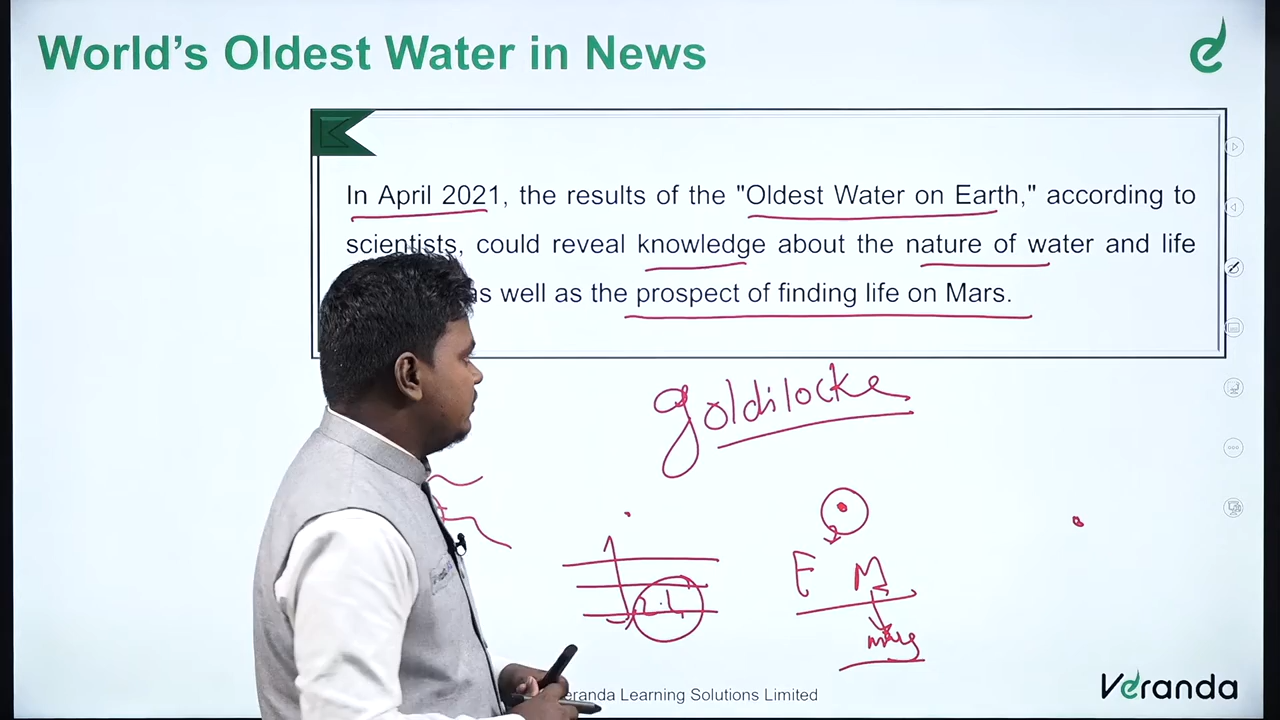 World's Oldest Water in News
In April 2021, the results of the "Oldest Water on Earth," according to
scientists, could reveal knowledge about the nature of water and life
as well as the prospect of finding life on Mars.
goldilocks
E M
mars
eranda Learning Solutions Limited
Veranda